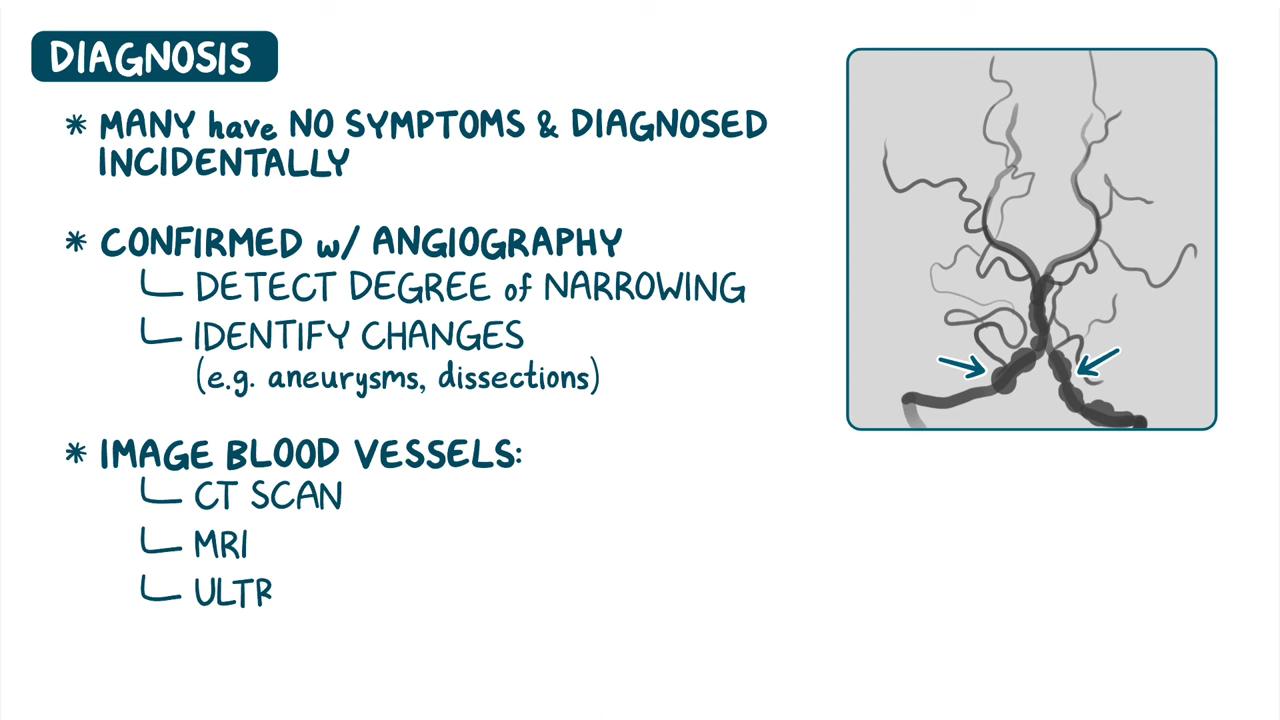 DIAGNOSIS
* MANY have NO SYMPTOMS & DIAGNOSED
INCIDENTALLY
* CONFIRMED w/ ANGIOGRAPHY
DETECT DEGREE of NARROWING
IDENTIFY CHANGES
(e.g. aneurysms, dissections)
* IMAGE BLOOD VESSELS:
CT SCAN
MRI
ULTR